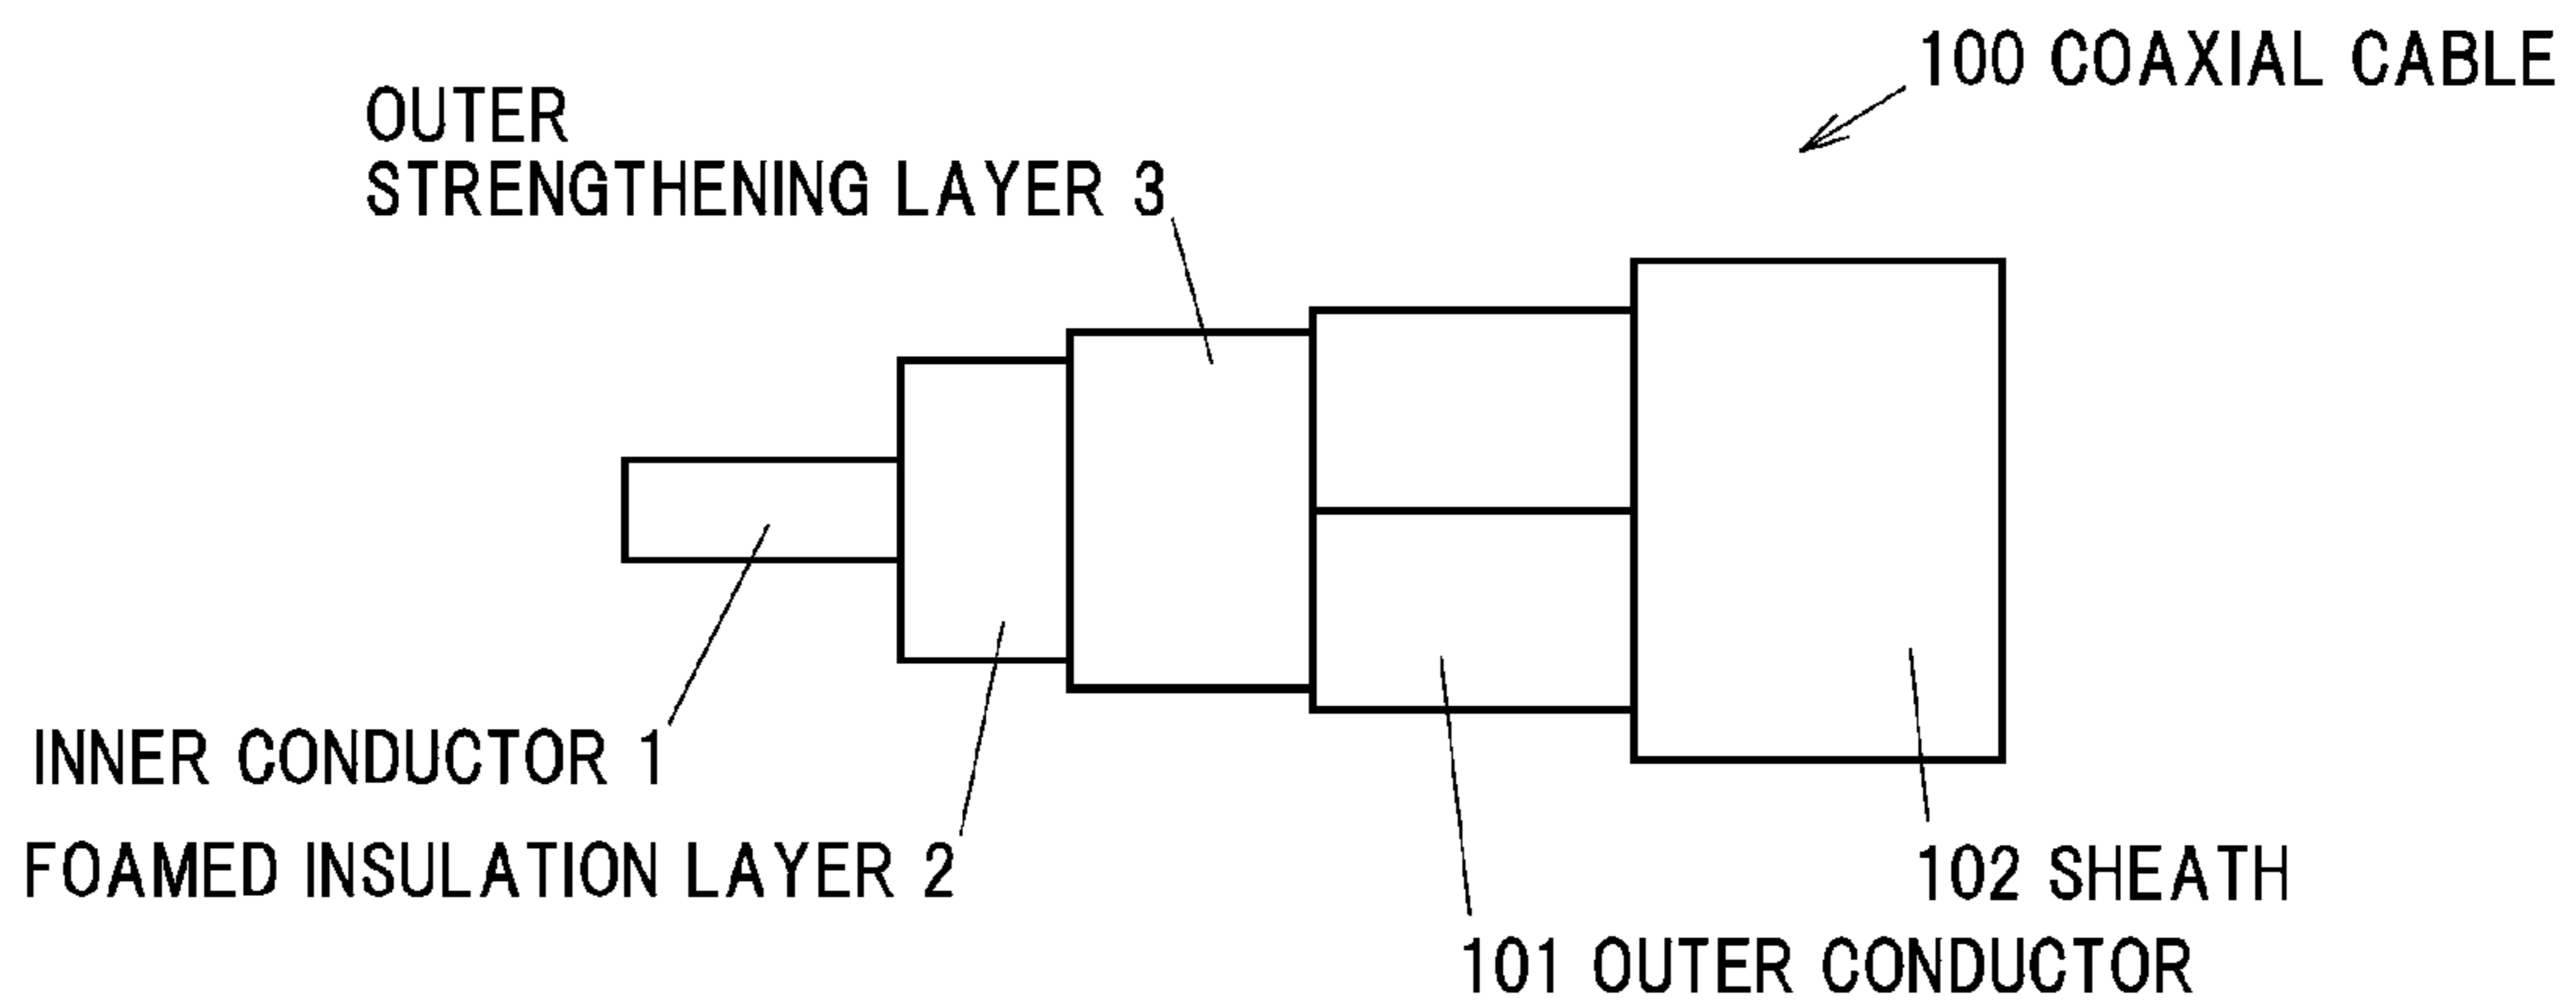 100 COAXIAL CABLE
OUTER
STRENGTHENING LAYER 3
INNER CONDUCTOR 1
FOAMED INSULATION LAYER 2
102 SHEATH
101 OUTER CONDUCTOR